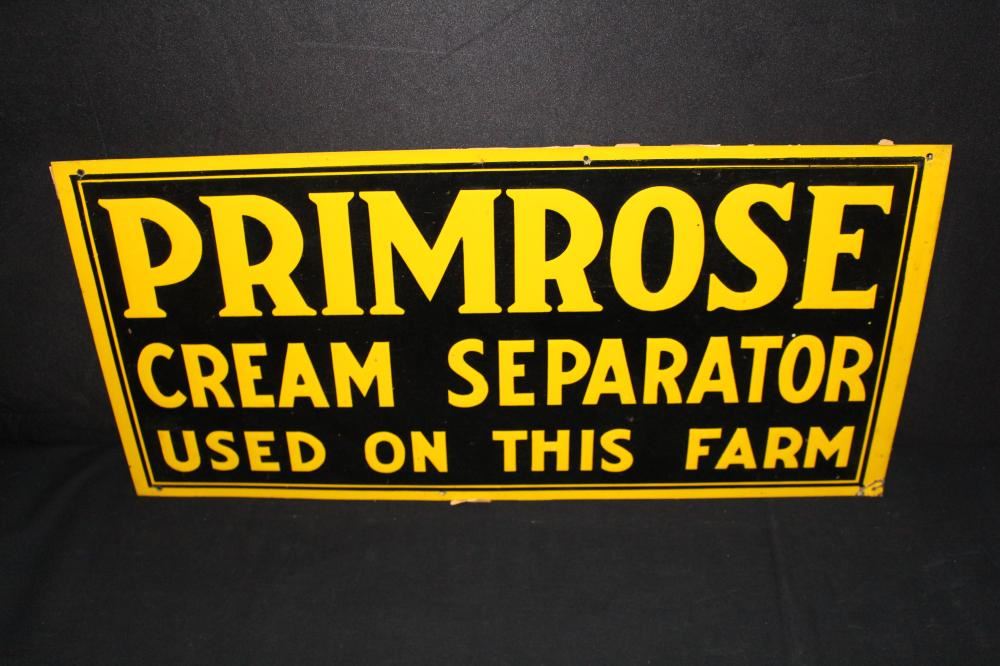 PRIMROSE
CREAM SEPARATOR
USED ON THIS FARM